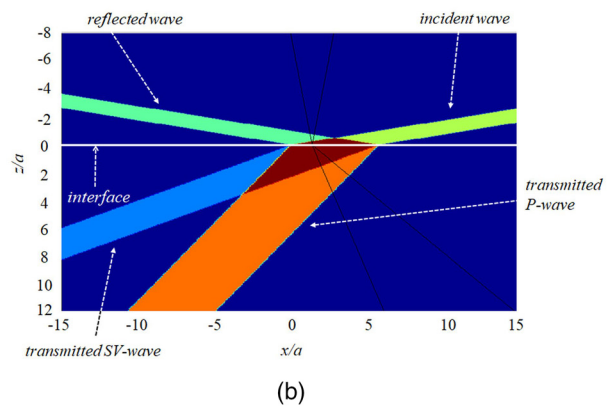 reflected wave
incident wave
-8
-6
-4
-2
0
2
4
6
8
10
12
z/a
interface
transmitted
P-wave
-15
-10
-5
0
5
10
15
transmitted SV-wave
x/a
(b)